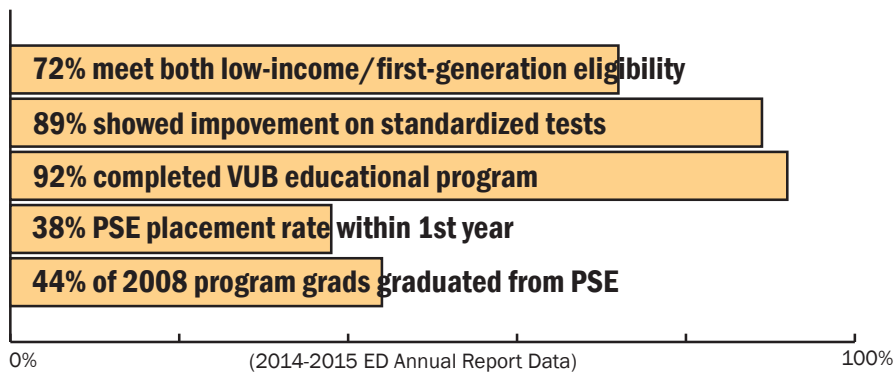 72% meet both low-income/first-generation eligibility
89% showed impovement on standardized tests
92% completed VUB educational program
38% PSE placement rate within 1st year
44% of 2008 program grads graduated from PSE
0% (2014-2015 ED Annual Report Data) 100%